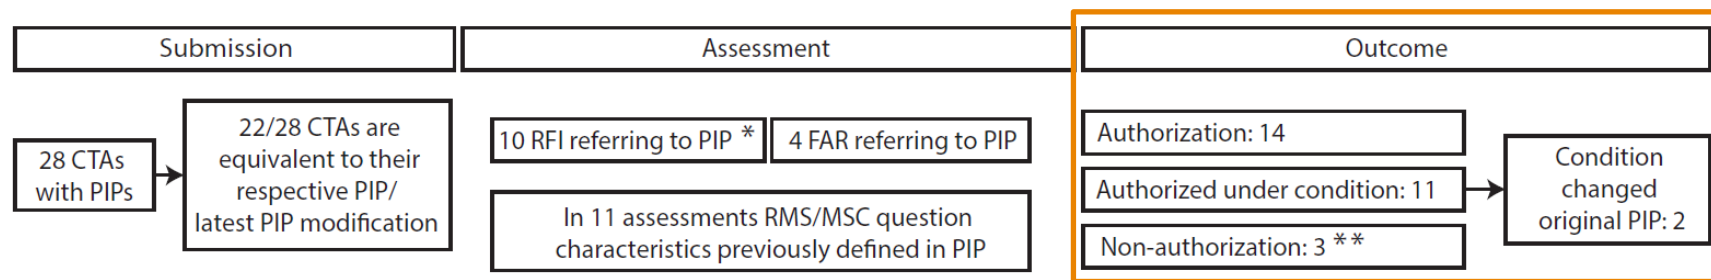 Submission
Assessment
Outcome
28 CTAs
with PIPs
22/28 CTAs are
equivalent to their
respective PIP/
latest PIP modification
10 RFI referring to PIP *
4 FAR referring to PIP
In 11 assessments RMS/MSC question
characteristics previously defined in PIP
Authorization: 14
Authorized under condition: 11
Non-authorization: 3 **
Condition
changed
original PIP: 2